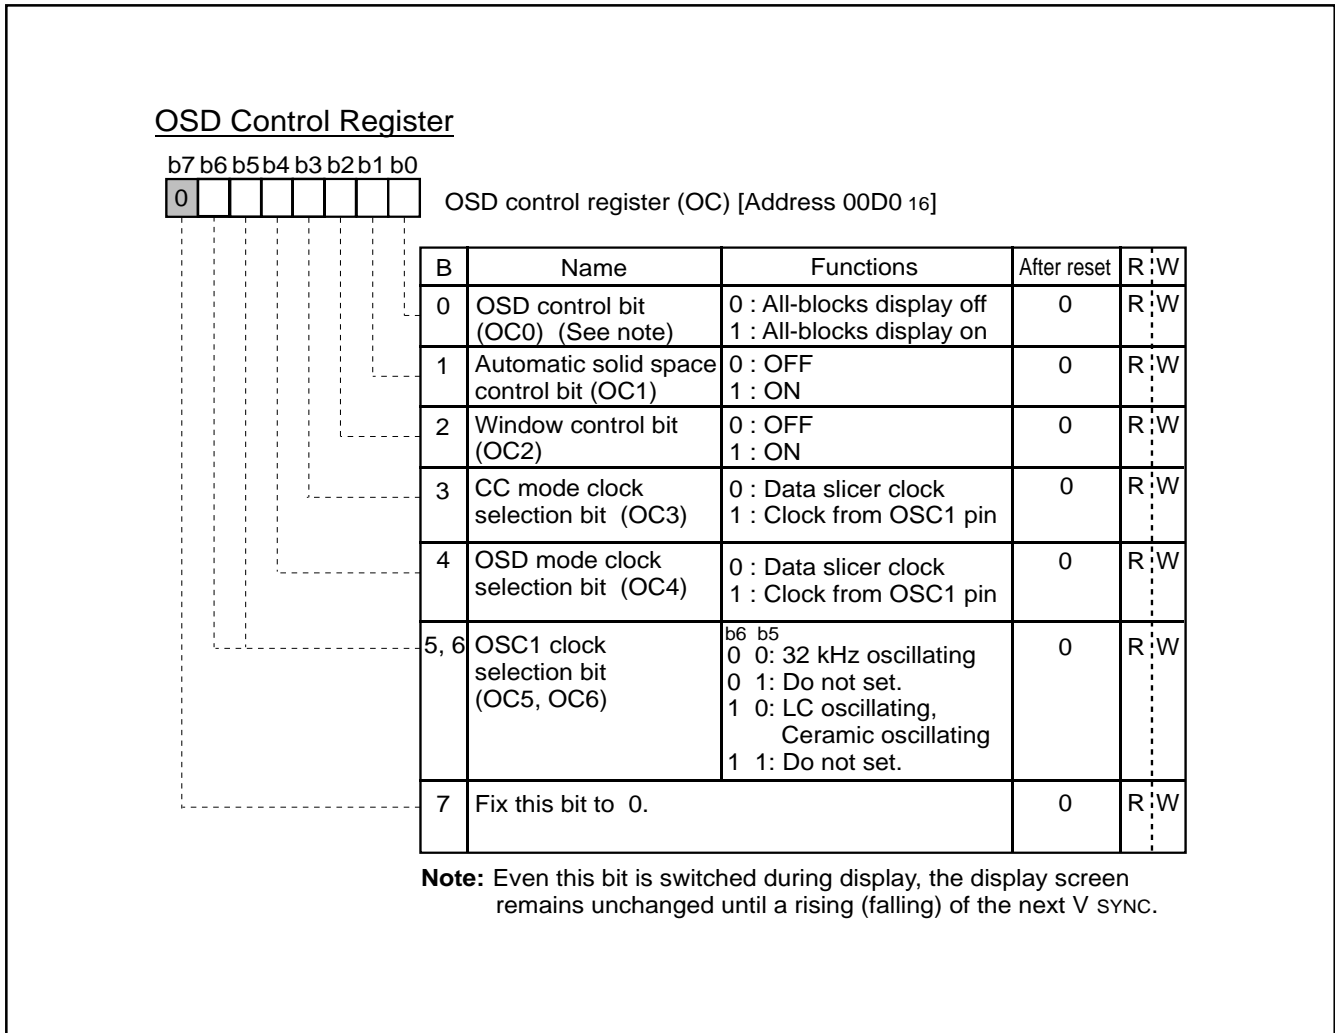 OSD Control Register
b7 b6 b5 b4 b3 b2 b1 b0
0
OSD control register (OC) [Address 00D0 16]
B Name Functions After reset R W
0 OSD control bit 0 : All-blocks display off 0 R W
(OC0) (See note) 1 : All-blocks display on
1 Automatic solid space 0 : OFF 0 R W
control bit (OC1) 1 : ON
2 Window control bit 0 : OFF 0 R W
(OC2) 1 : ON
3 CC mode clock 0 : Data slicer clock 0 R W
selection bit (OC3) 1 : Clock from OSC1 pin
4 OSD mode clock 0 : Data slicer clock 0 R W
selection bit (OC4) 1 : Clock from OSC1 pin
b6 b5
5, 6 OSC1 clock 0 0: 32 kHz oscillating 0 R W
selection bit 0 1: Do not set.
(OC5, OC6) 1 0: LC oscillating,
Ceramic oscillating
1 1: Do not set.
7 Fix this bit to 0. 0 R W
Note: Even this bit is switched during display, the display screen
remains unchanged until a rising (falling) of the next V SYNC.